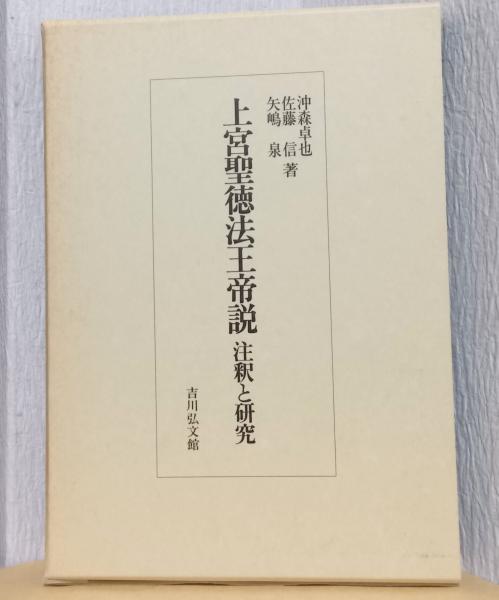 沖森卓也
佐藤 信 著
矢嶋 泉
上宮聖徳法王帝説 注釈と研究
吉川弘文館